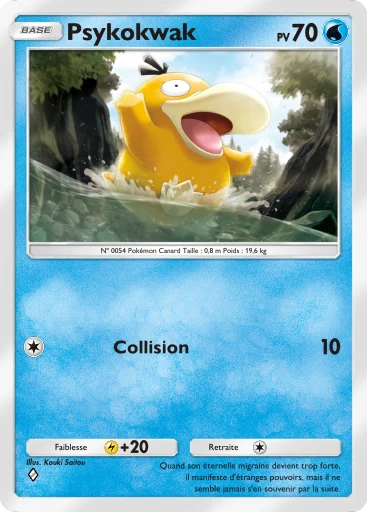 BASE Psykokwak PV 70
N° 0054 Pokémon Canard Taille : 0,8 m Poids : 19,6 kg
Collision 10
Faiblesse +20 Retraite
Illus. Kouki Saitou
Quand son éternelle migraine devient trop forte,
il manifeste d'étranges pouvoirs, mais il ne
semble jamais s'en souvenir par la suite.